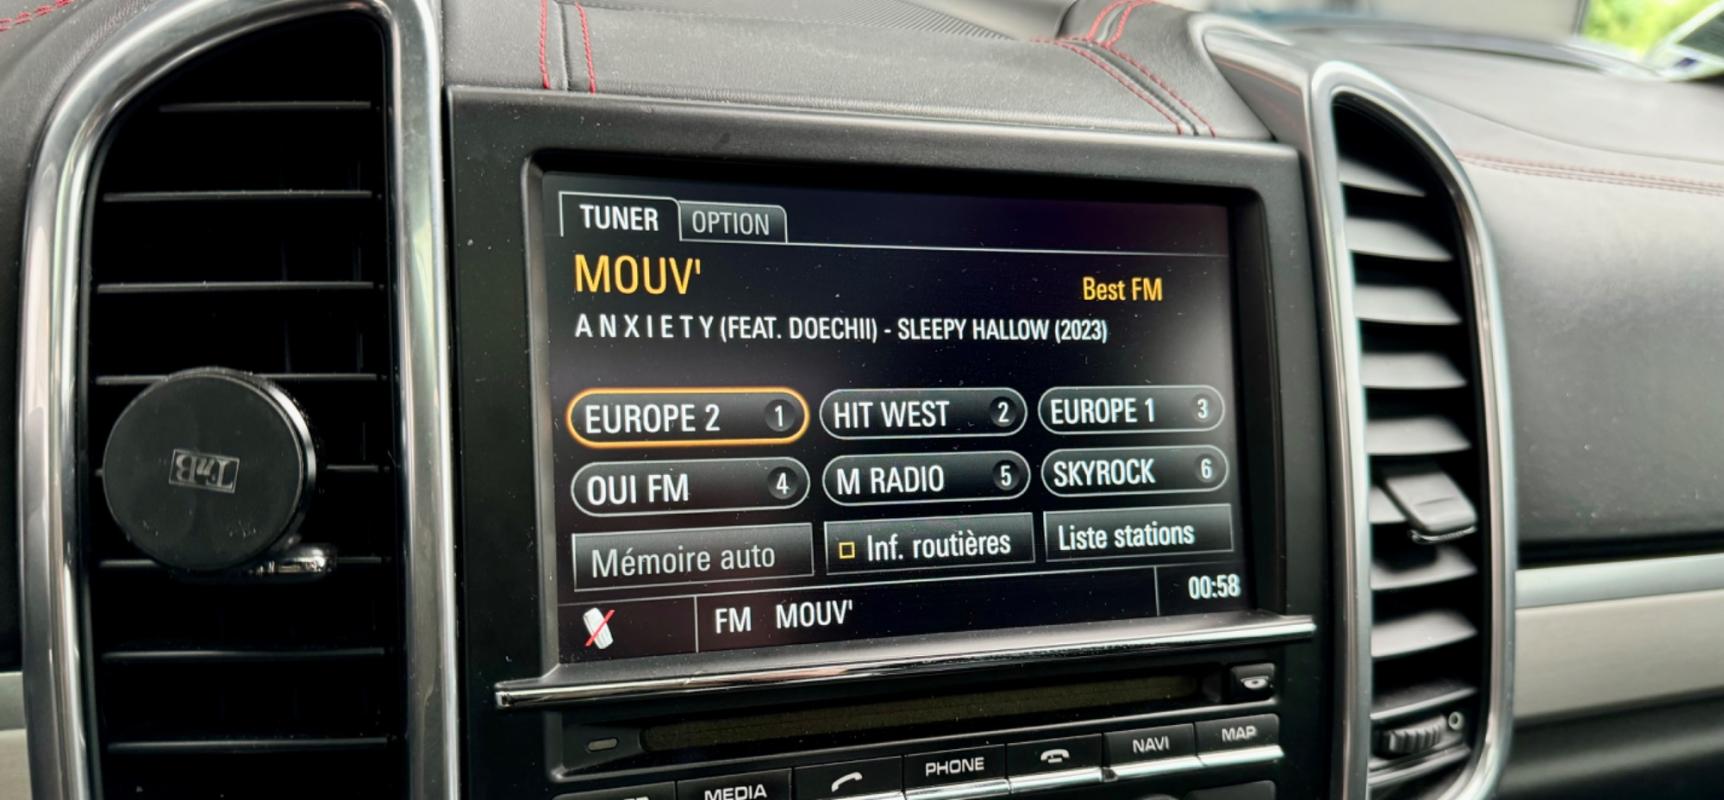 TUNER OPTION
MOUV' Best FM
A N X I E T Y (FEAT. DOECHII) - SLEEPY HALLOW (2023)
EUROPE 2 1 HIT WEST 2 EUROPE 1 3
OUI FM 4 M RADIO 5 SKYROCK 6
Mémoire auto Inf. routières Liste stations
FM MOUV' 00:58
TnB
MEDIA PHONE NAVI MAP